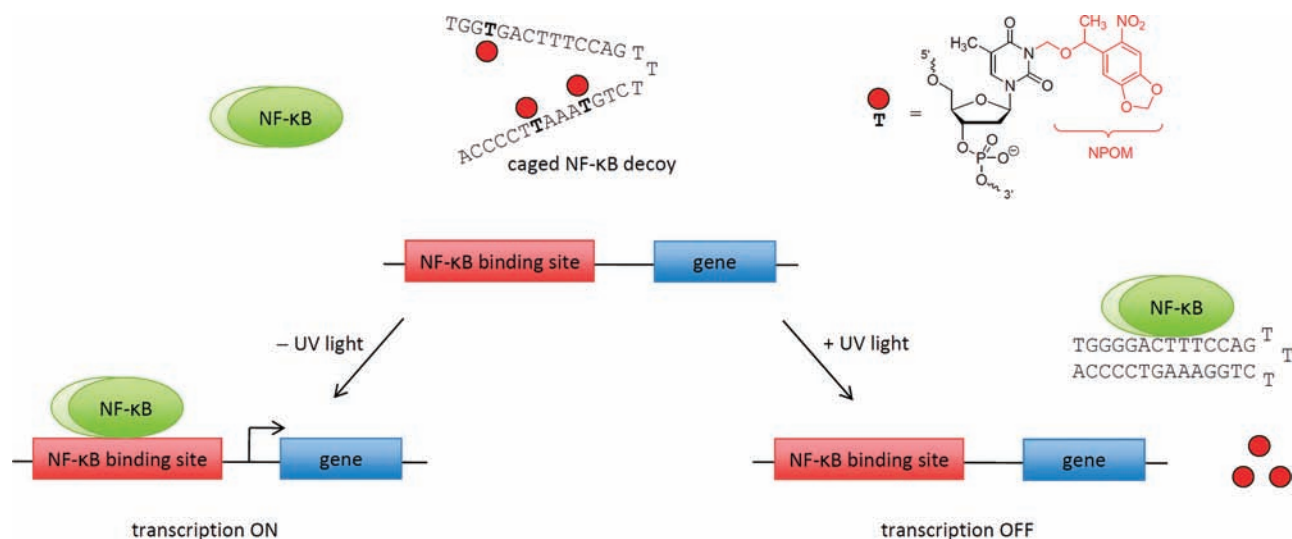 TGGTGACTTTCCAG T
T
ACCCCTTAAATGTC T
caged NF-κB decoy
NF-κB
T =
5'
O
O
O
P
O
O
⊖
O
3'
H₃C
O
N
N
O
O
CH₃
NO₂
O
O
NPOM
NF-κB binding site
gene
– UV light
+ UV light
NF-κB
TGGGGACTTTCCAG T
T
ACCCCTGAAAGGTC T
NF-κB
NF-κB binding site
gene
transcription ON
NF-κB binding site
gene
transcription OFF